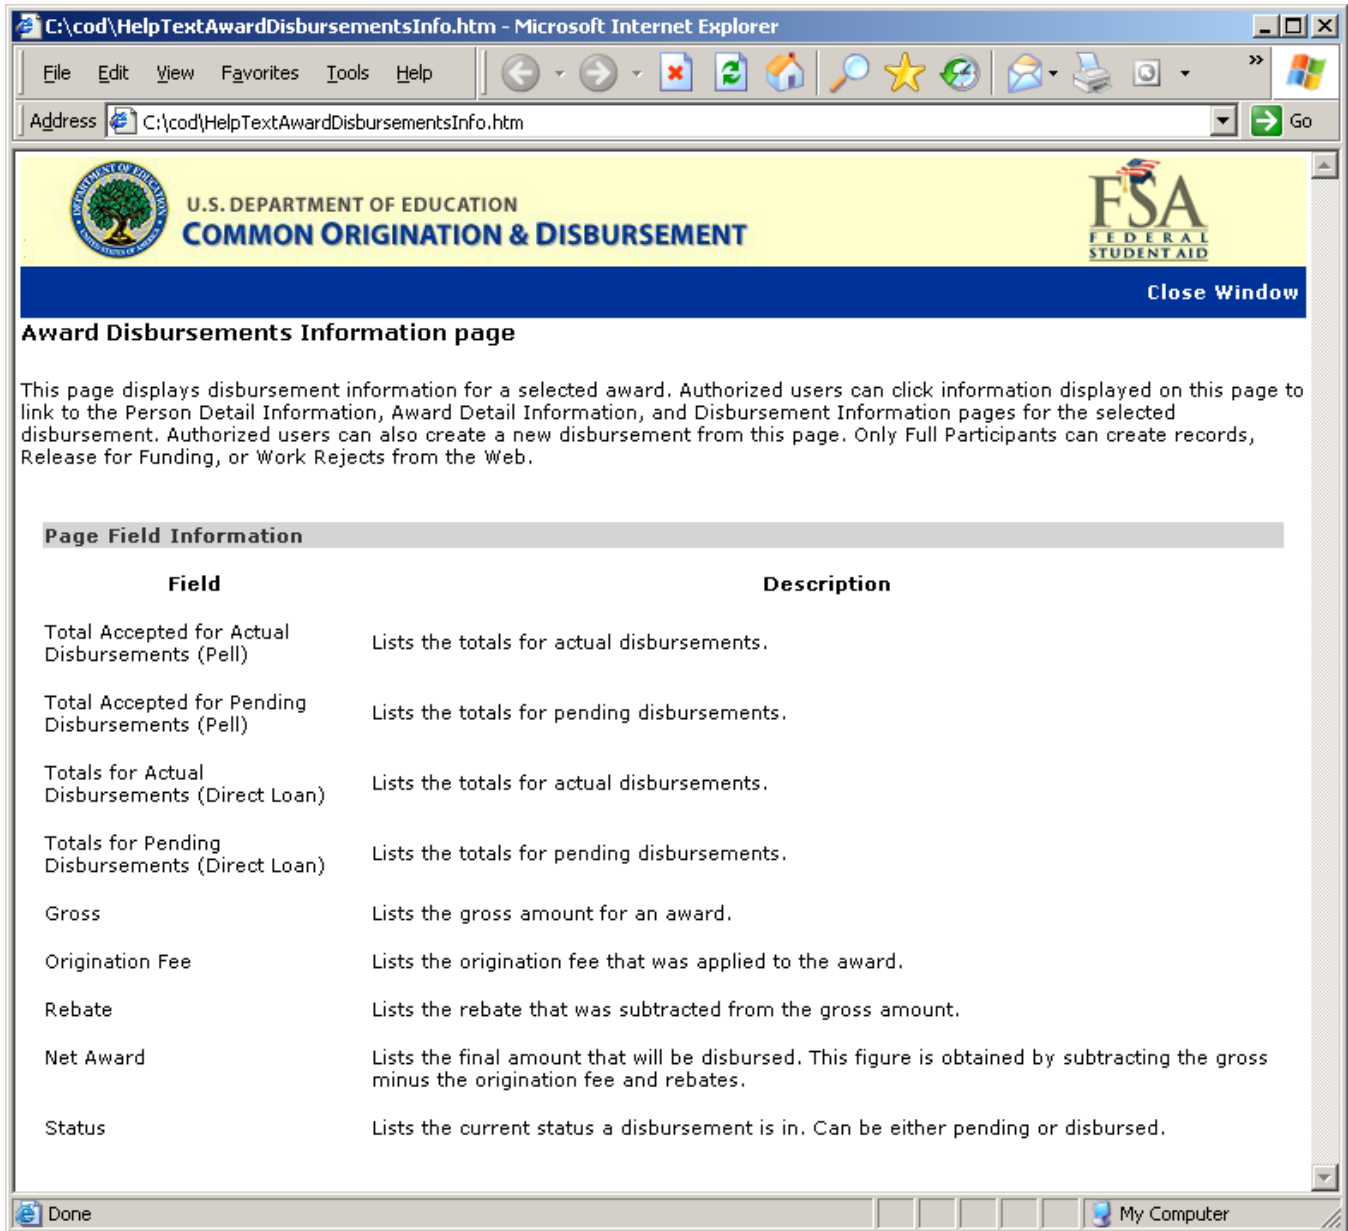 C:\cod\HelpTextAwardDisbursementsInfo.htm - Microsoft Internet Explorer
File Edit View Favorites Tools Help »
Address C:\cod\HelpTextAwardDisbursementsInfo.htm Go
U.S. DEPARTMENT OF EDUCATION
COMMON ORIGINATION & DISBURSEMENT
FSA
FEDERAL
STUDENT AID
DEPARTMENT OF EDUCATION
UNITED STATES OF AMERICA
Close Window
Award Disbursements Information page
This page displays disbursement information for a selected award. Authorized users can click information displayed on this page to
link to the Person Detail Information, Award Detail Information, and Disbursement Information pages for the selected
disbursement. Authorized users can also create a new disbursement from this page. Only Full Participants can create records,
Release for Funding, or Work Rejects from the Web.
Page Field Information
Field Description
Total Accepted for Actual
Disbursements (Pell)
Lists the totals for actual disbursements.
Total Accepted for Pending
Disbursements (Pell)
Lists the totals for pending disbursements.
Totals for Actual
Disbursements (Direct Loan)
Lists the totals for actual disbursements.
Totals for Pending
Disbursements (Direct Loan)
Lists the totals for pending disbursements.
Gross Lists the gross amount for an award.
Origination Fee Lists the origination fee that was applied to the award.
Rebate Lists the rebate that was subtracted from the gross amount.
Net Award Lists the final amount that will be disbursed. This figure is obtained by subtracting the gross
minus the origination fee and rebates.
Status Lists the current status a disbursement is in. Can be either pending or disbursed.
Done My Computer